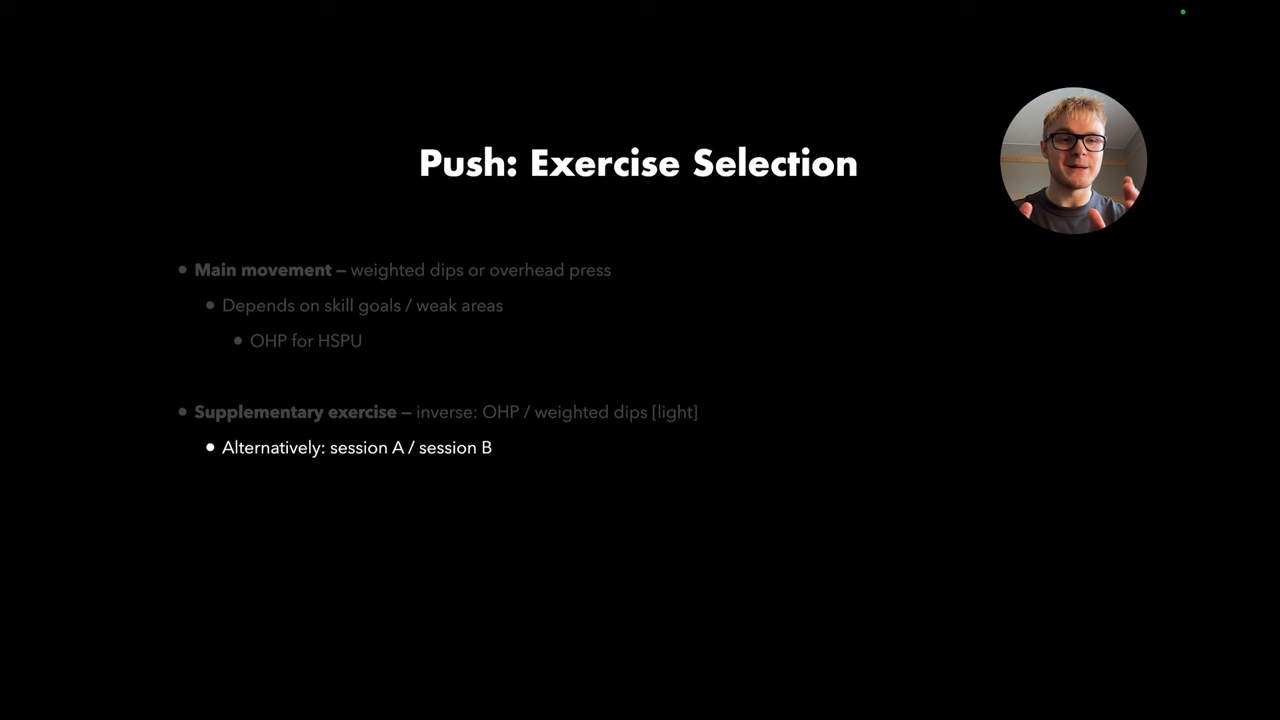 Push: Exercise Selection
• Main movement – weighted dips or overhead press
• Depends on skill goals / weak areas
• OHP for HSPU
• Supplementary exercise – inverse: OHP / weighted dips [light]
• Alternatively: session A / session B